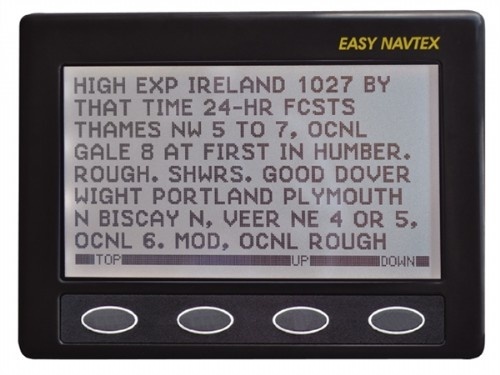 EASY NAVTEX
HIGH EXP IRELAND 1027 BY
THAT TIME 24-HR FCSTS
THAMES NW 5 TO 7, OCNL
GALE 8 AT FIRST IN HUMBER.
ROUGH. SHWRS. GOOD DOVER
WIGHT PORTLAND PLYMOUTH
N BISCAY N, VEER NE 4 OR 5,
OCNL 6. MOD, OCNL ROUGH
TOP UP DOWN